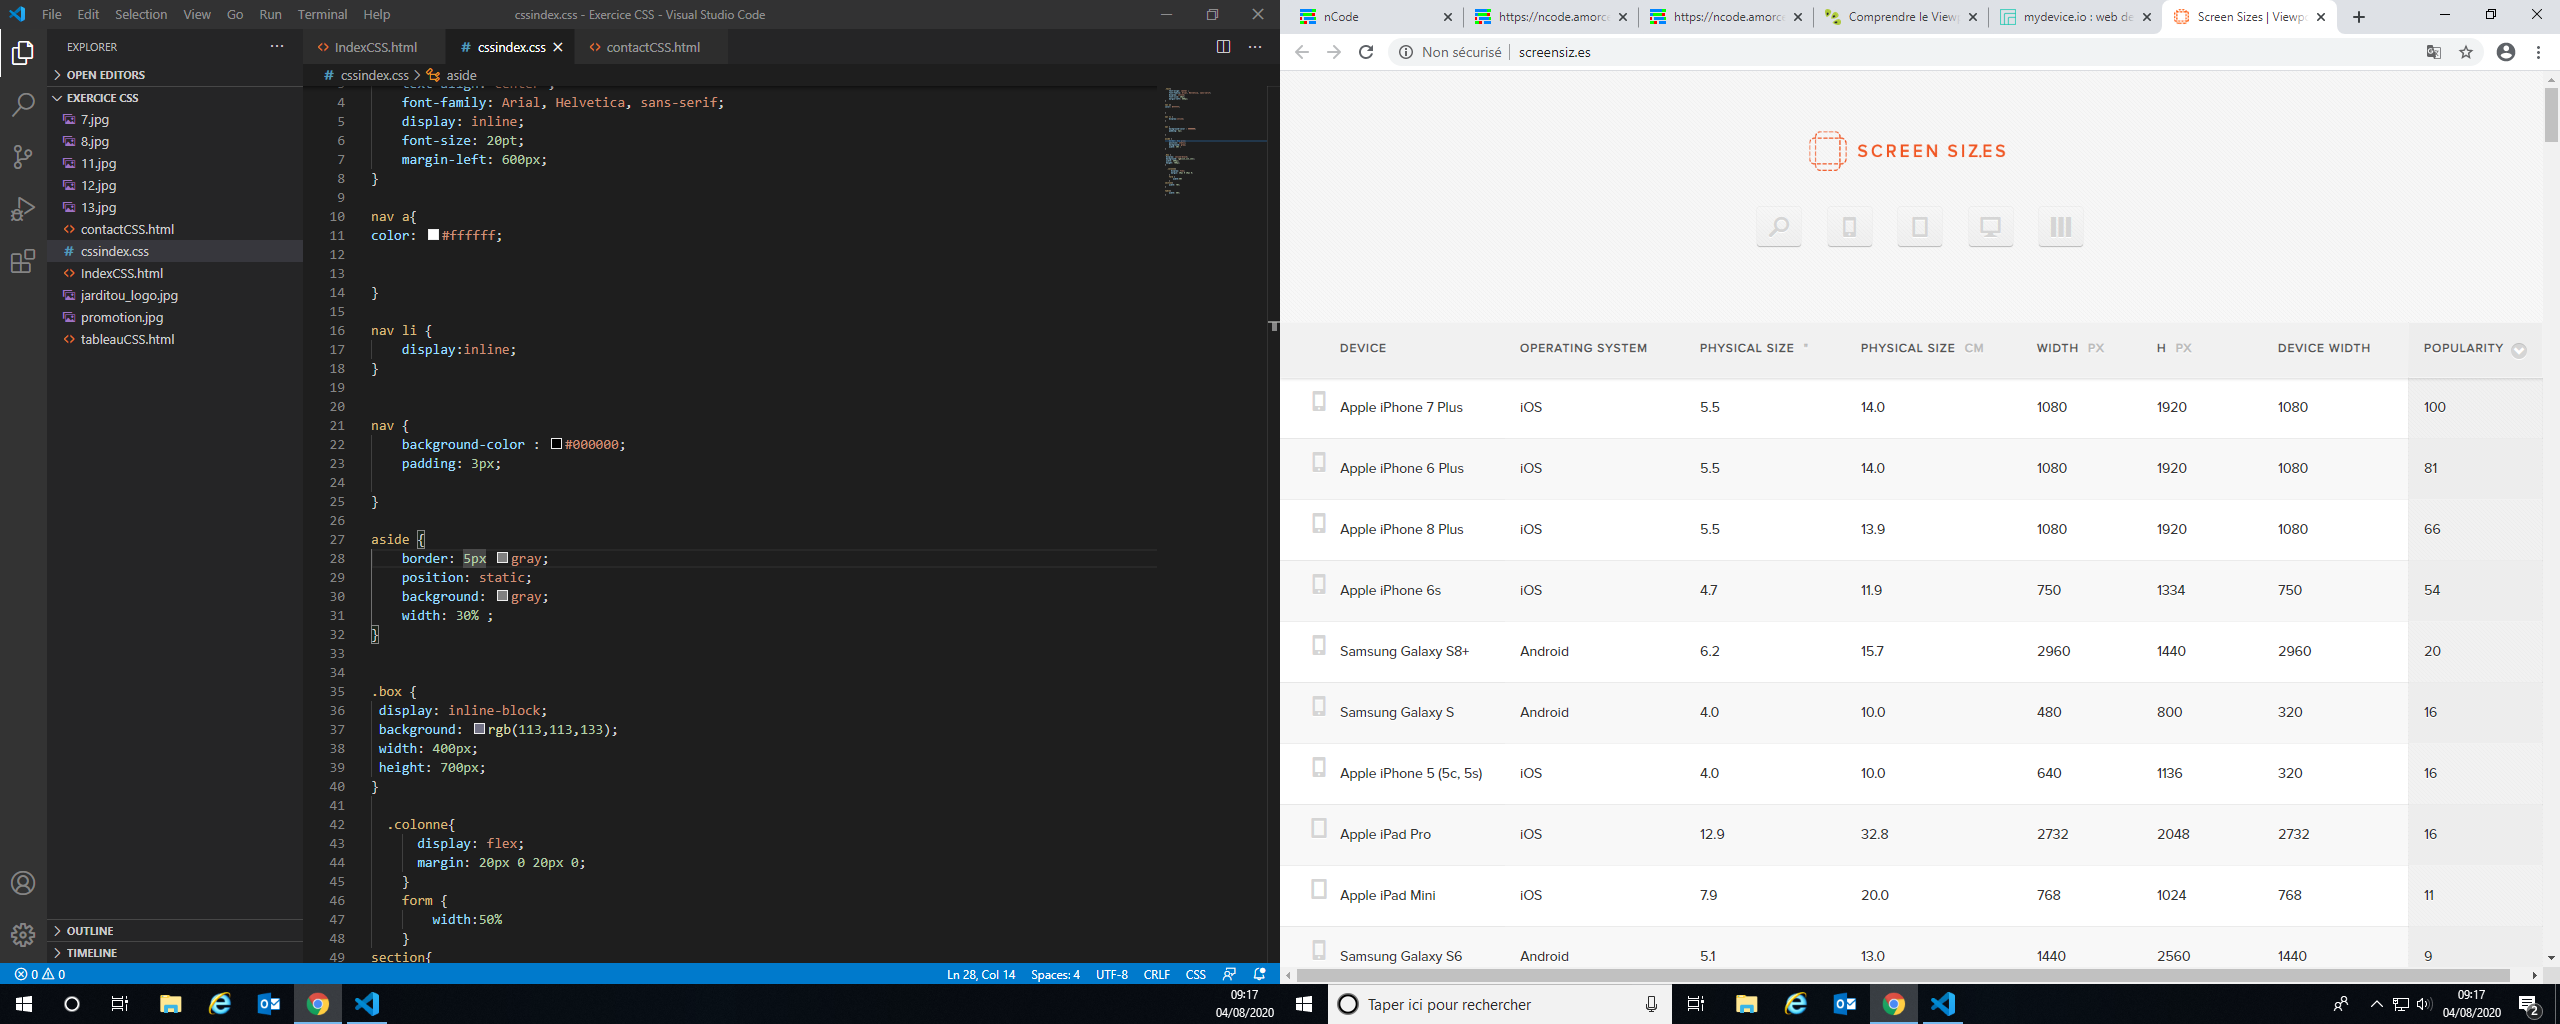 File Edit Selection View Go Run Terminal Help
cssindex.css - Exercice CSS - Visual Studio Code
EXPLORER
OPEN EDITORS
EXERCICE CSS
7.jpg
8.jpg
11.jpg
12.jpg
13.jpg
contactCSS.html
cssindex.css
IndexCSS.html
jarditou_logo.jpg
promotion.jpg
tableauCSS.html
OUTLINE
TIMELINE
IndexCSS.html cssindex.css contactCSS.html
cssindex.css > aside
4 font-family: Arial, Helvetica, sans-serif;
5 display: inline;
6 font-size: 20pt;
7 margin-left: 600px;
8 }
9
10 nav a{
11 color: #ffffff;
12
13
14 }
15
16 nav li {
17 display:inline;
18 }
19
20
21 nav {
22 background-color : #000000;
23 padding: 3px;
24
25 }
26
27 aside {
28 border: 5px gray;
29 position: static;
30 background: gray;
31 width: 30% ;
32 }
33
34
35 .box {
36 display: inline-block;
37 background: rgb(113,113,133);
38 width: 400px;
39 height: 700px;
40 }
41
42 .colonne{
43 display: flex;
44 margin: 20px 0 20px 0;
45 }
46 form {
47 width:50%
48 }
49 section{
0 0
Ln 28, Col 14 Spaces: 4 UTF-8 CRLF CSS
09:17
04/08/2020
nCode
https://ncode.amorce
https://ncode.amorce
Comprendre le Viewp
mydevice.io : web de
Screen Sizes | Viewpo
Non sécurisé | screensiz.es
SCREEN SIZ.ES
DEVICE OPERATING SYSTEM PHYSICAL SIZE " PHYSICAL SIZE CM WIDTH PX H PX DEVICE WIDTH POPULARITY
Apple iPhone 7 Plus iOS 5.5 14.0 1080 1920 1080 100
Apple iPhone 6 Plus iOS 5.5 14.0 1080 1920 1080 81
Apple iPhone 8 Plus iOS 5.5 13.9 1080 1920 1080 66
Apple iPhone 6s iOS 4.7 11.9 750 1334 750 54
Samsung Galaxy S8+ Android 6.2 15.7 2960 1440 2960 20
Samsung Galaxy S Android 4.0 10.0 480 800 320 16
Apple iPhone 5 (5c, 5s) iOS 4.0 10.0 640 1136 320 16
Apple iPad Pro iOS 12.9 32.8 2732 2048 2732 16
Apple iPad Mini iOS 7.9 20.0 768 1024 768 11
Samsung Galaxy S6 Android 5.1 13.0 1440 2560 1440 9
Taper ici pour rechercher
09:17
04/08/2020
2